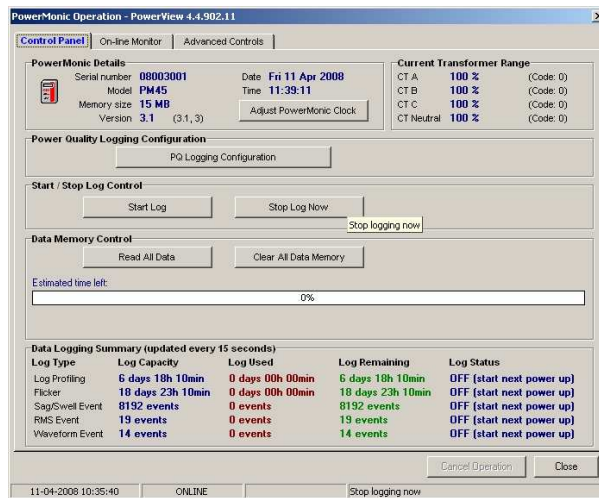 PowerMonic Operation - PowerView 4.4.902.11
Control Panel On-line Monitor Advanced Controls
PowerMonic Details
Serial number 08003001 Date Fri 11 Apr 2008
Model PM45 Time 11:39:11
Memory size 15 MB Adjust PowerMonic Clock
Version 3.1 (3.1, 3)
Current Transformer Range
CT A 100 % (Code: 0)
CT B 100 % (Code: 0)
CT C 100 % (Code: 0)
CT Neutral 100 % (Code: 0)
Power Quality Logging Configuration
PQ Logging Configuration
Start / Stop Log Control
Start Log Stop Log Now
Stop logging now
Data Memory Control
Read All Data Clear All Data Memory
Estimated time left:
0%
Data Logging Summary (updated every 15 seconds)
Log Type Log Capacity Log Used Log Remaining Log Status
Log Profiling 6 days 18h 10min 0 days 00h 00min 6 days 18h 10min OFF (start next power up)
Flicker 18 days 23h 10min 0 days 00h 00min 18 days 23h 10min OFF (start next power up)
Sag/Swell Event 8192 events 0 events 8192 events OFF (start next power up)
RMS Event 19 events 0 events 19 events OFF (start next power up)
Waveform Event 14 events 0 events 14 events OFF (start next power up)
Cancel Operation Close
11-04-2008 10:35:40 ONLINE Stop logging now